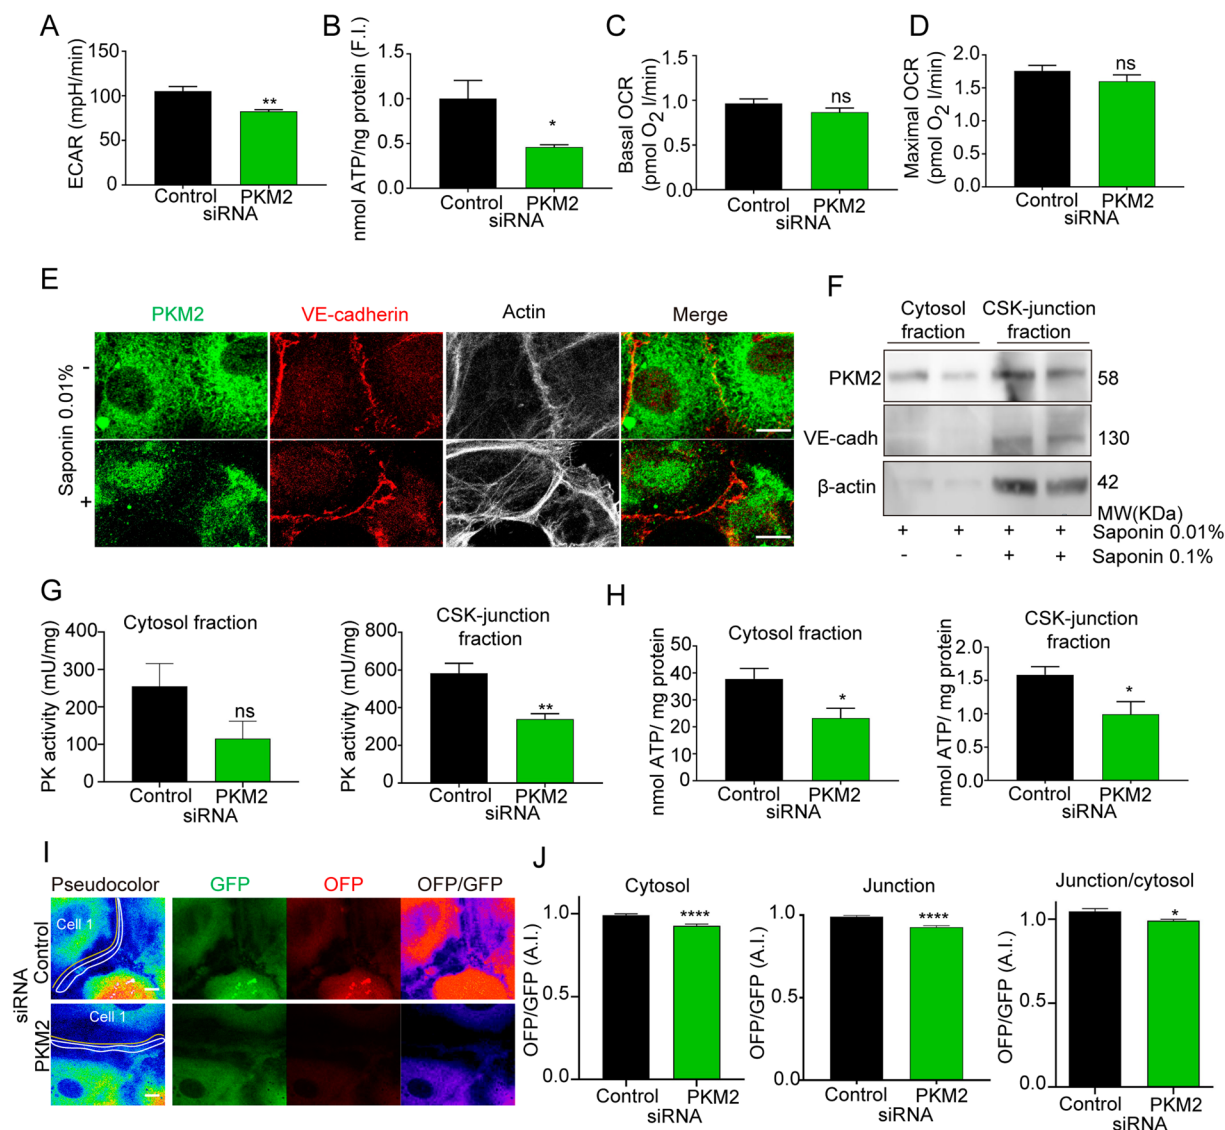 A
ECAR (mpH/min)
150
100
50
0
**
Control PKM2
siRNA
B
nmol ATP/ng protein (F.I.)
1.5
1.0
0.5
0.0
*
Control PKM2
siRNA
C
Basal OCR
(pmol O2 l/min)
1.5
1.0
0.5
0.0
ns
Control PKM2
siRNA
D
Maximal OCR
(pmol O2 l/min)
2.0
1.5
1.0
1.5
0.0
ns
Control PKM2
siRNA
E
PKM2 VE-cadherin Actin Merge
Saponin 0.01%
-
+
F
Cytosol
fraction
CSK-junction
fraction
PKM2 58
VE-cadh 130
β-actin 42
MW(KDa)
+ + + + Saponin 0.01%
- - + + Saponin 0.1%
G
Cytosol fraction
PK activity (mU/mg)
400
300
200
100
0
ns
Control PKM2
siRNA
CSK-junction
fraction
PK activity (mU/mg)
800
600
400
600
0
**
Control PKM2
siRNA
H
Cytosol fraction
nmol ATP/ mg protein
50
40
30
20
10
0
*
Control PKM2
siRNA
CSK-junction
fraction
nmol ATP/ mg protein
2.0
1.5
1.0
1.5
0.0
*
Control PKM2
siRNA
I
Pseudocolor GFP OFP OFP/GFP
siRNA
Control
Cell 1
PKM2
Cell 1
J
Cytosol
OFP/GFP (A.I.)
1.0
0.5
0.0
****
Control PKM2
siRNA
Junction
OFP/GFP (A.I.)
1.0
0.5
0.0
****
Control PKM2
siRNA
Junction/cytosol
OFP/GFP (A.I.)
1.0
0.5
0.0
*
Control PKM2
siRNA